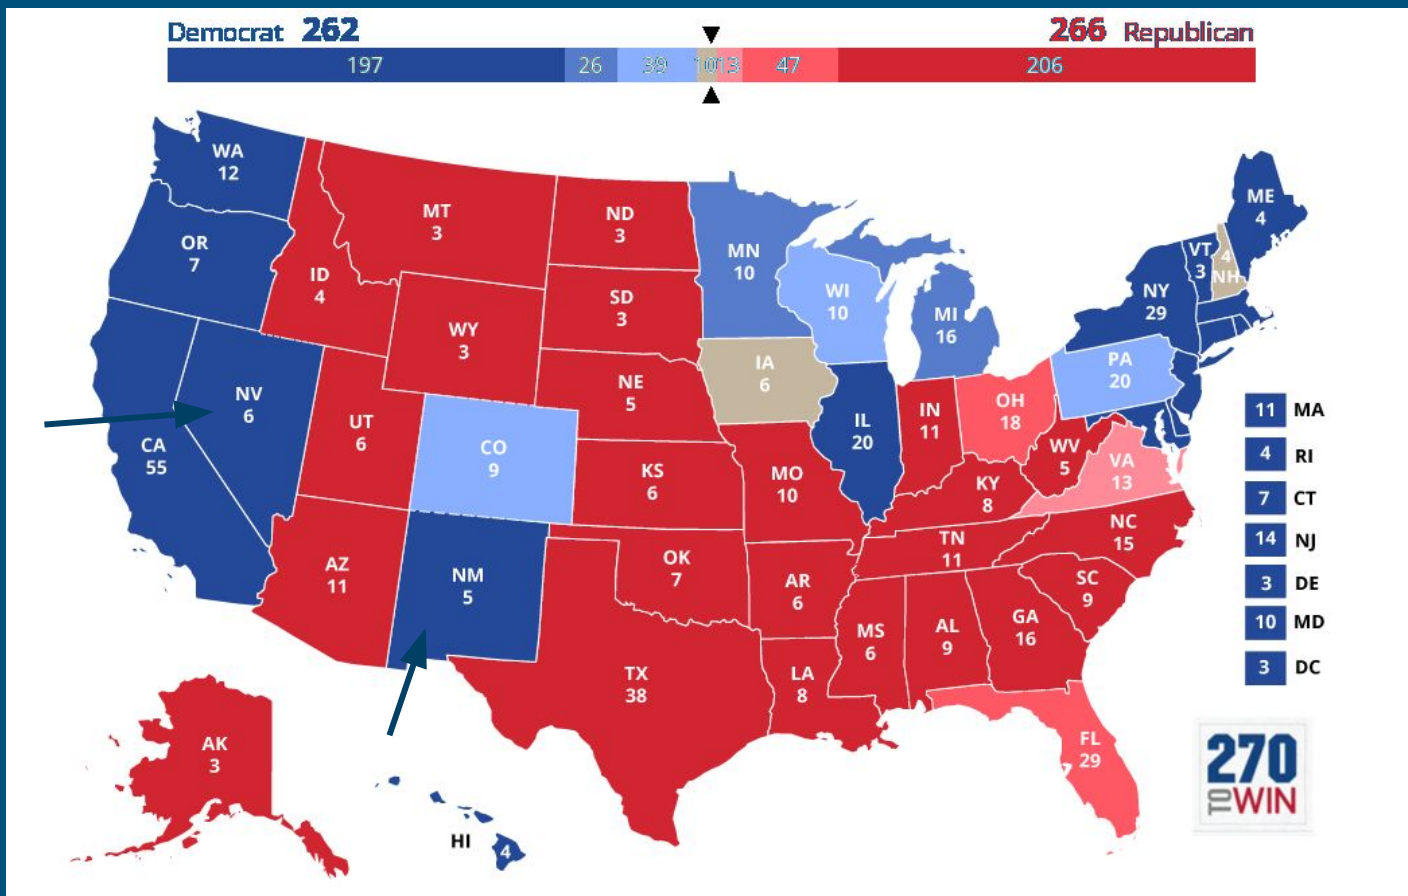 Democrat 262
266 Republican
197 26 39 10 13 47 206
WA
12
OR
7
CA
55
NV
6
ID
4
MT
3
WY
3
UT
6
AZ
11
CO
9
NM
5
ND
3
SD
3
NE
5
KS
6
OK
7
TX
38
MN
10
IA
6
MO
10
AR
6
LA
8
WI
10
IL
20
MI
16
IN
11
OH
18
KY
8
TN
11
MS
6
AL
9
GA
16
FL
29
SC
9
NC
15
VA
13
WV
5
PA
20
NY
29
VT
3
4
NH
ME
4
11 MA
4 RI
7 CT
14 NJ
3 DE
10 MD
3 DC
AK
3
HI
4
270
TO WIN